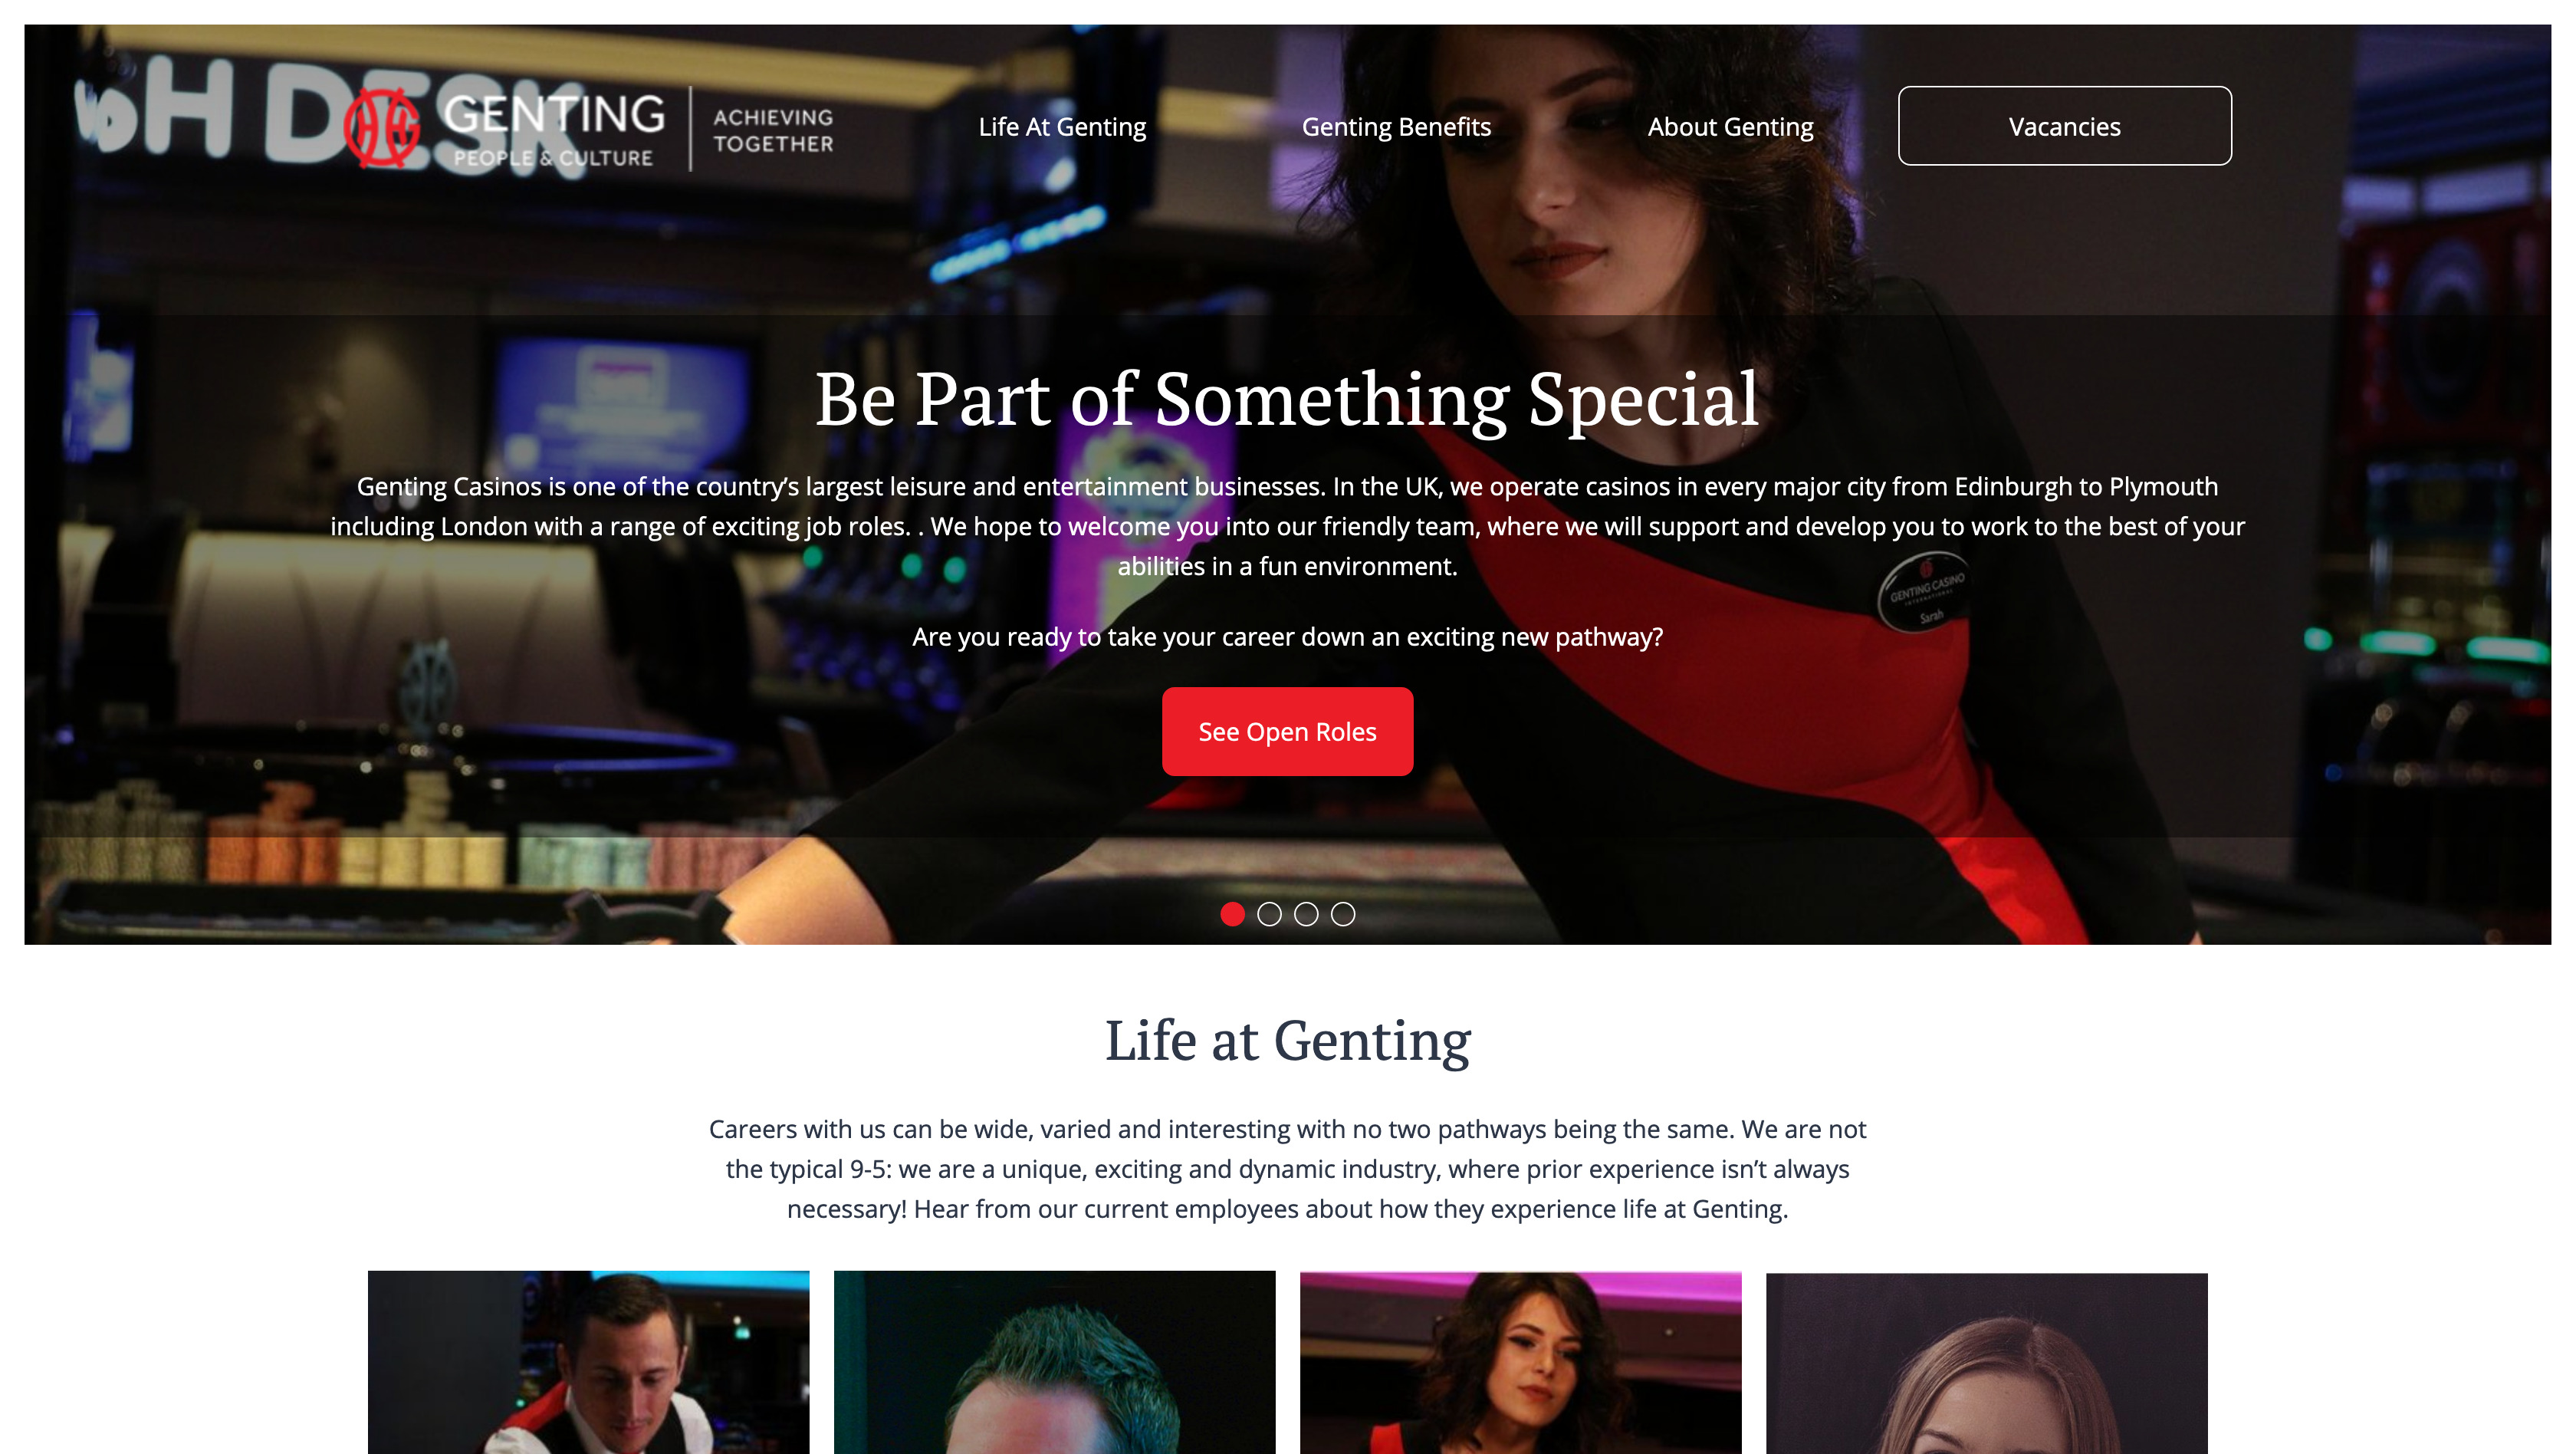 GENTING
PEOPLE & CULTURE
ACHIEVING
TOGETHER
Life At Genting
Genting Benefits
About Genting
Vacancies
Be Part of Something Special
Genting Casinos is one of the country’s largest leisure and entertainment businesses. In the UK, we operate casinos in every major city from Edinburgh to Plymouth
including London with a range of exciting job roles. . We hope to welcome you into our friendly team, where we will support and develop you to work to the best of your
abilities in a fun environment.
GENTING CASINO
INTERNATIONAL
Sarah
Are you ready to take your career down an exciting new pathway?
See Open Roles
Life at Genting
Careers with us can be wide, varied and interesting with no two pathways being the same. We are not
the typical 9-5: we are a unique, exciting and dynamic industry, where prior experience isn’t always
necessary! Hear from our current employees about how they experience life at Genting.